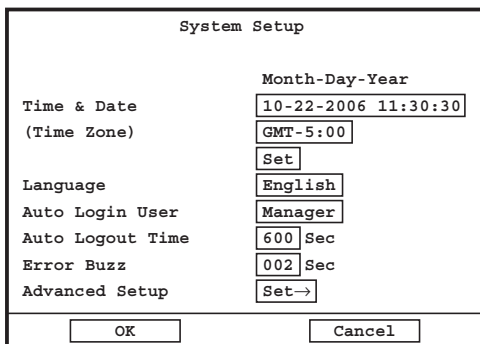 System Setup
Month-Day-Year
Time & Date 10-22-2006 11:30:30
(Time Zone) GMT-5:00
Set
Language English
Auto Login User Manager
Auto Logout Time 600 Sec
Error Buzz 002 Sec
Advanced Setup Set→
OK Cancel